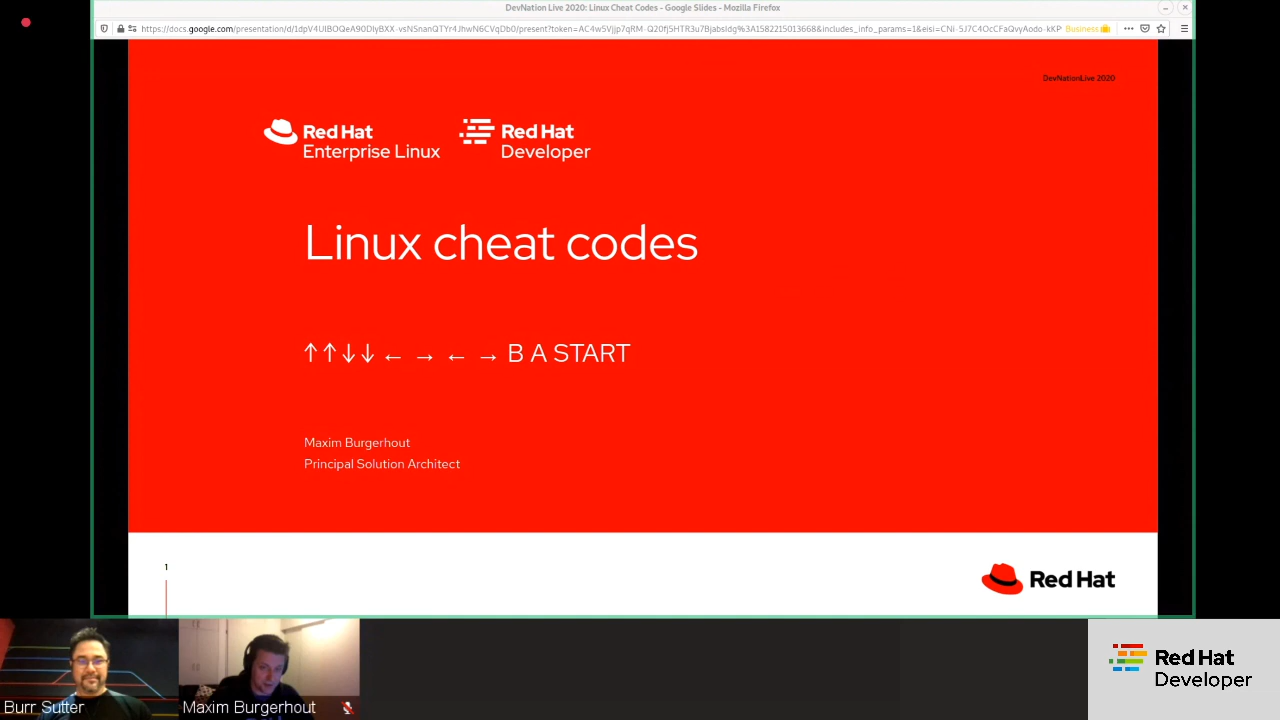 DevNation Live 2020: Linux Cheat Codes - Google Slides - Mozilla Firefox
Business
DevNationLive 2020
Red Hat
Enterprise Linux
Red Hat
Developer
Linux cheat codes
↑↑↓↓ ← → ← → B A START
Maxim Burgerhout
Principal Solution Architect
1
Red Hat
Burr Sutter
Maxim Burgerhout
Red Hat
Developer